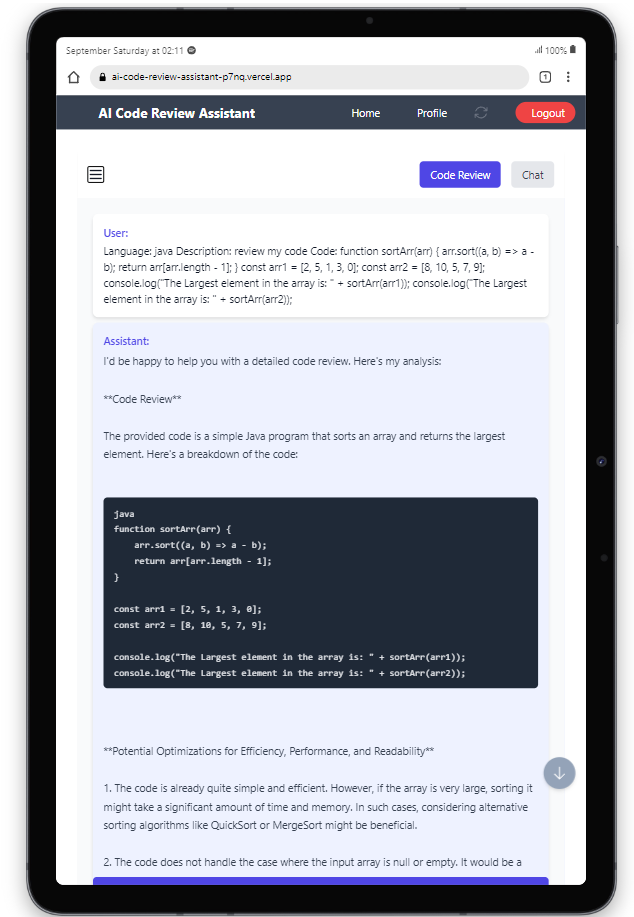 September Saturday at 02:11
100%
ai-code-review-assistant-p7nq.vercel.app
1
AI Code Review Assistant Home Profile Logout
Code Review Chat
User:
Language: java Description: review my code Code: function sortArr(arr) { arr.sort((a, b) => a -
b); return arr[arr.length - 1]; } const arr1 = [2, 5, 1, 3, 0]; const arr2 = [8, 10, 5, 7, 9];
console.log("The Largest element in the array is: " + sortArr(arr1)); console.log("The Largest
element in the array is: " + sortArr(arr2));
Assistant:
I'd be happy to help you with a detailed code review. Here's my analysis:
**Code Review**
The provided code is a simple Java program that sorts an array and returns the largest
element. Here's a breakdown of the code:
java
function sortArr(arr) {
    arr.sort((a, b) => a - b);
    return arr[arr.length - 1];
}
const arr1 = [2, 5, 1, 3, 0];
const arr2 = [8, 10, 5, 7, 9];
console.log("The Largest element in the array is: " + sortArr(arr1));
console.log("The Largest element in the array is: " + sortArr(arr2));
**Potential Optimizations for Efficiency, Performance, and Readability**
1. The code is already quite simple and efficient. However, if the array is very large, sorting it
might take a significant amount of time and memory. In such cases, considering alternative
sorting algorithms like QuickSort or MergeSort might be beneficial.
2. The code does not handle the case where the input array is null or empty. It would be a